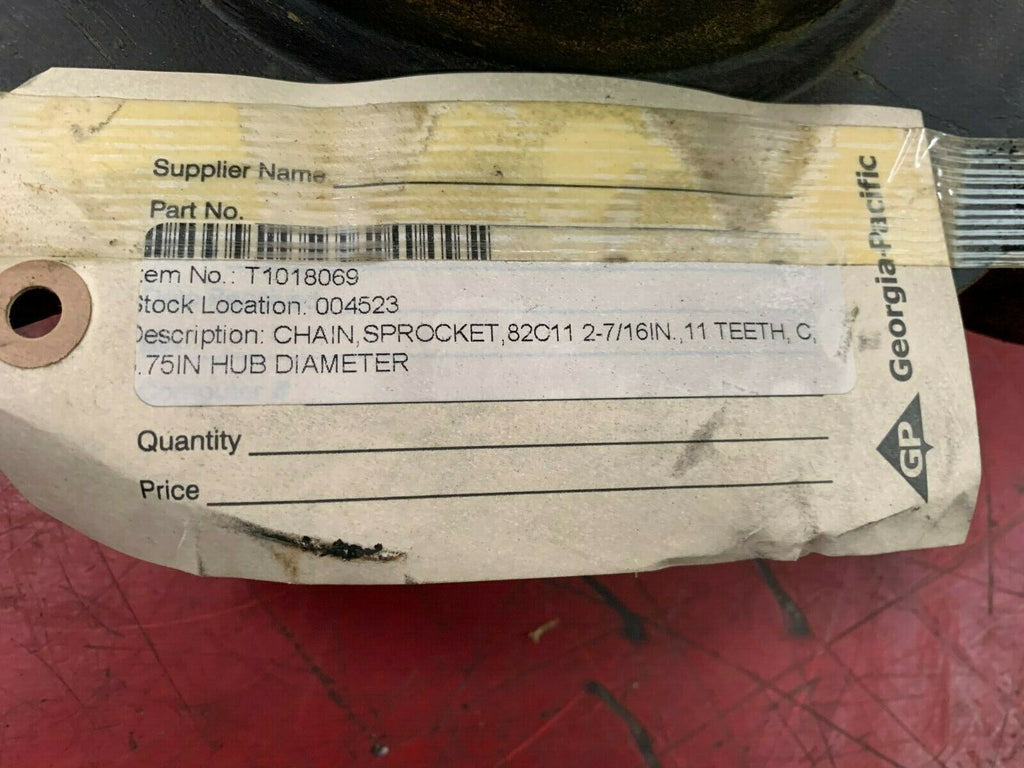 Supplier Name
Part No.
tem No.: T1018069
Stock Location: 004523
Description: CHAIN,SPROCKET,82C11 2-7/16IN.,11 TEETH, C,
.75IN HUB DIAMETER
Quantity
Price
Georgia-Pacific
GP